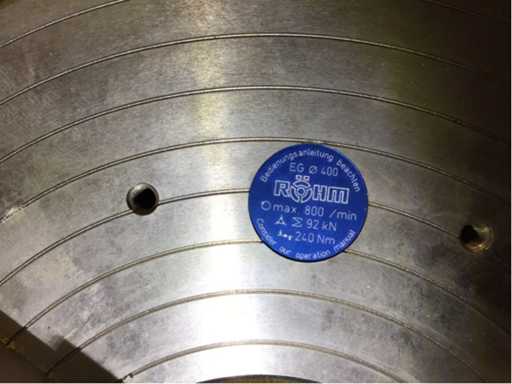 Bedienungsanleitung beachten
EG Ø 400
RÖHM
max. 800 /min
Σ 92 kN
240 Nm
Consider our operation manual